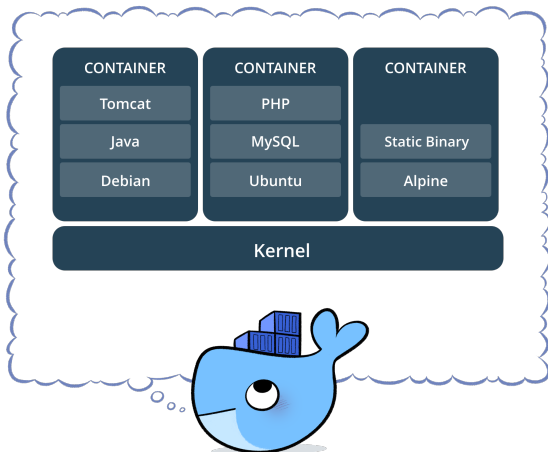 CONTAINER
Tomcat
Java
Debian
CONTAINER
PHP
MySQL
Ubuntu
CONTAINER
Static Binary
Alpine
Kernel